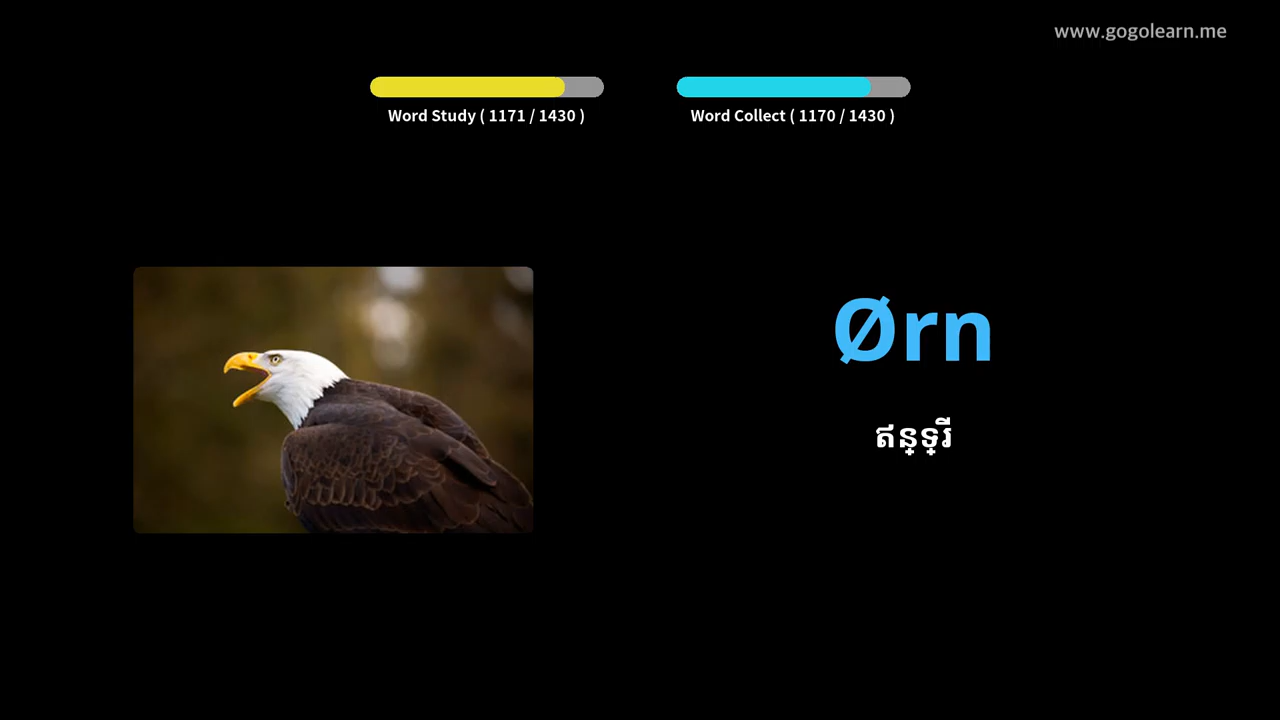 www.gogolearn.me
Word Study ( 1171 / 1430 )
Word Collect ( 1170 / 1430 )
Ørn
ឥន្ទ្រី